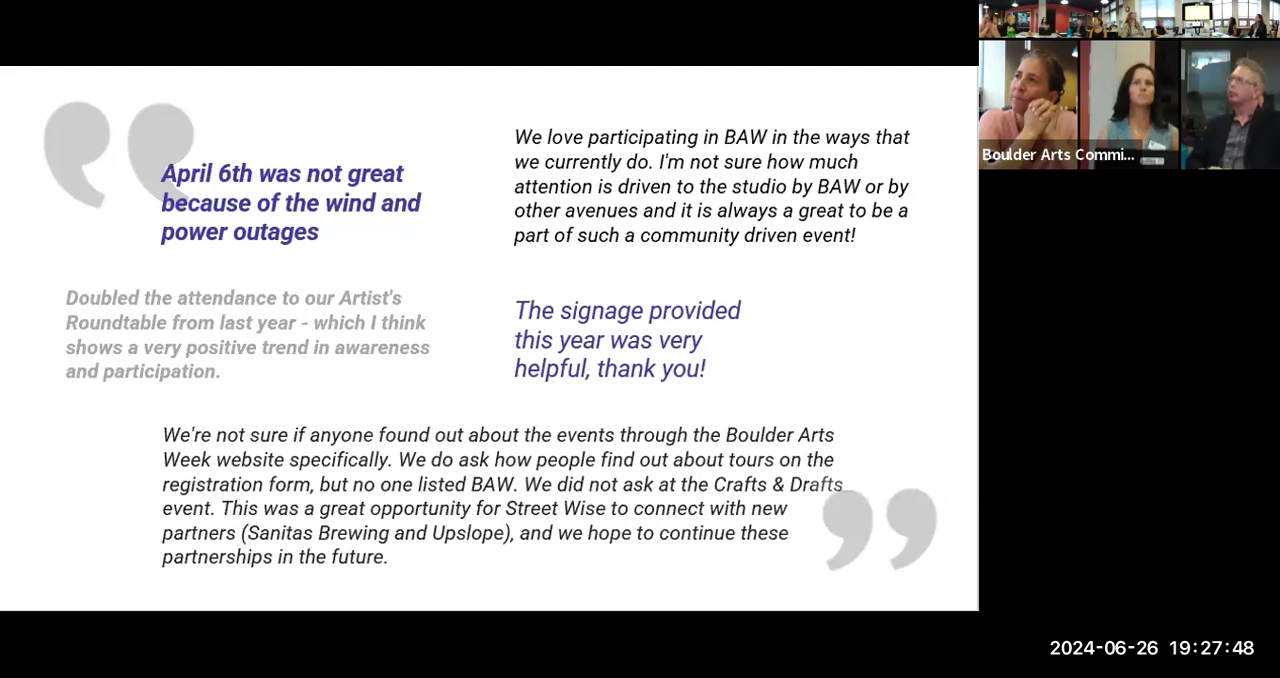 April 6th was not great
because of the wind and
power outages
We love participating in BAW in the ways that
we currently do. I'm not sure how much
attention is driven to the studio by BAW or by
other avenues and it is always a great to be a
part of such a community driven event!
Doubled the attendance to our Artist's
Roundtable from last year - which I think
shows a very positive trend in awareness
and participation.
The signage provided
this year was very
helpful, thank you!
We're not sure if anyone found out about the events through the Boulder Arts
Week website specifically. We do ask how people find out about tours on the
registration form, but no one listed BAW. We did not ask at the Crafts & Drafts
event. This was a great opportunity for Street Wise to connect with new
partners (Sanitas Brewing and Upslope), and we hope to continue these
partnerships in the future.
Boulder Arts Commi...
2024-06-26 19:27:48